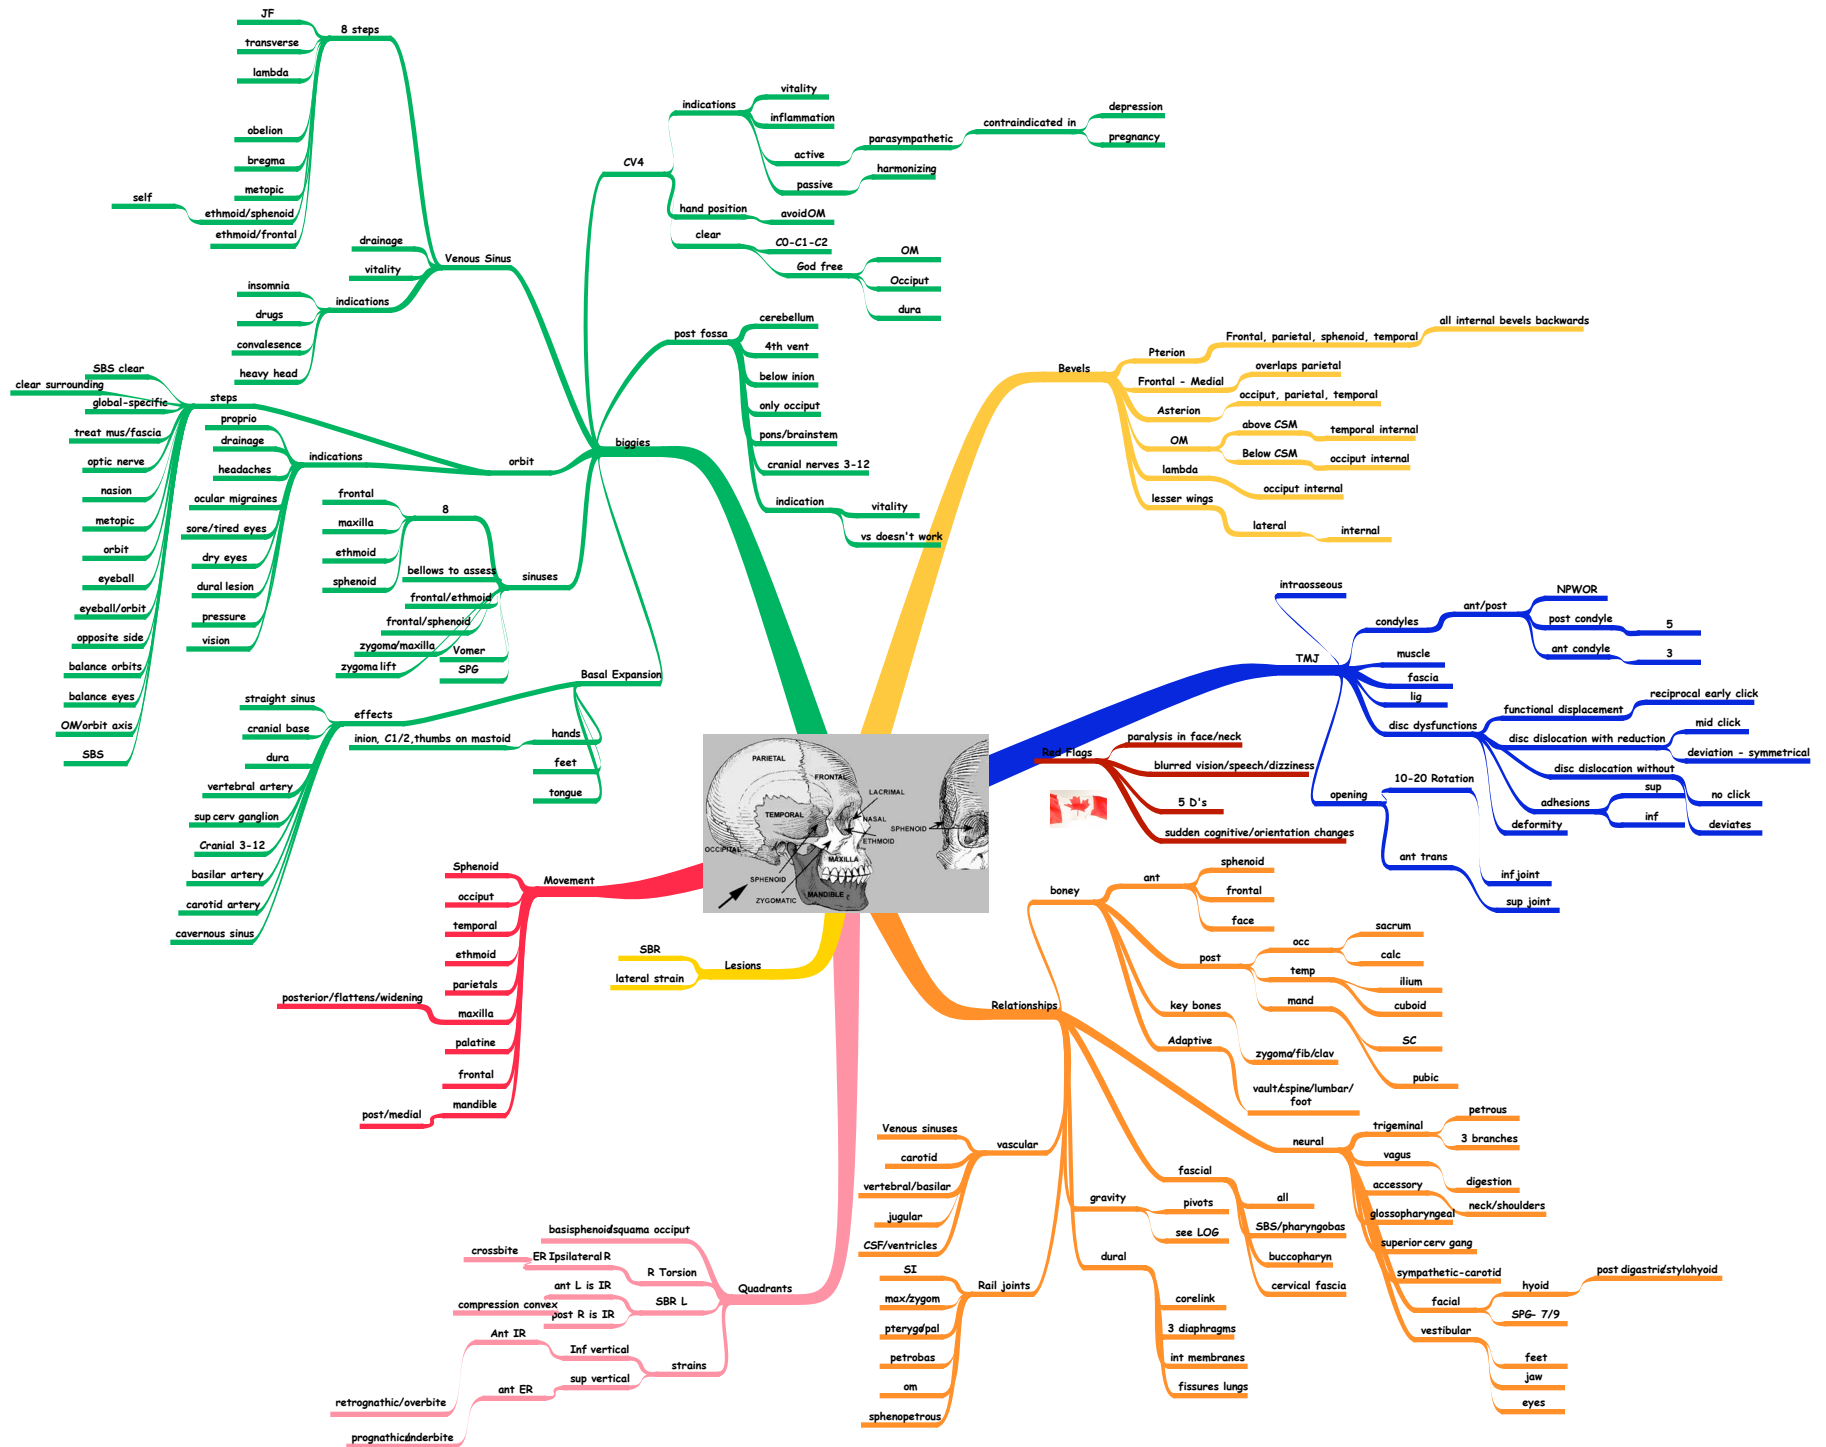 JF
8 steps
transverse
lambda
obelion
bregma
metopic
self
ethmoid/sphenoid
ethmoid/frontal
drainage
Venous Sinus
vitality
insomnia
indications
drugs
convalesence
heavy head
SBS clear
clear surrounding
global-specific
steps
treat mus/fascia
optic nerve
nasion
metopic
orbit
eyeball
eyeball/orbit
opposite side
balance orbits
balance eyes
OM/orbit axis
SBS
proprio
drainage
indications
headaches
ocular migraines
sore/tired eyes
dry eyes
dural lesion
pressure
vision
orbit
biggies
frontal
8
maxilla
ethmoid
sphenoid
bellows to assess
sinuses
frontal/ethmoid
frontal/sphenoid
zygoma/maxilla
zygoma lift
Vomer
SPG
Basal Expansion
straight sinus
effects
cranial base
dura
vertebral artery
sup cerv ganglion
Cranial 3-12
basilar artery
carotid artery
cavernous sinus
inion, C1/2,thumbs on mastoid
hands
feet
tongue
CV4
indications
vitality
inflammation
active
parasympathetic
contraindicated in
depression
pregnancy
passive
harmonizing
hand position
avoid OM
clear
C0-C1-C2
God free
OM
Occiput
dura
post fossa
cerebellum
4th vent
below inion
only occiput
pons/brainstem
cranial nerves 3-12
indication
vitality
vs doesn't work
Bevels
Pterion
Frontal, parietal, sphenoid, temporal
all internal bevels backwards
Frontal - Medial
overlaps parietal
Asterion
occiput, parietal, temporal
OM
above CSM
temporal internal
Below CSM
occiput internal
lambda
occiput internal
lesser wings
lateral
internal
intraosseous
TMJ
condyles
ant/post
NPWOR
post condyle
5
ant condyle
3
muscle
fascia
lig
disc dysfunctions
functional displacement
reciprocal early click
disc dislocation with reduction
mid click
deviation - symmetrical
disc dislocation without
no click
deviates
adhesions
sup
inf
deformity
opening
10-20 Rotation
inf joint
ant trans
sup joint
Red Flags
paralysis in face/neck
blurred vision/speech/dizziness
5 D's
sudden cognitive/orientation changes
PARIETAL
FRONTAL
LACRIMAL
TEMPORAL
NASAL
SPHENOID
ETHMOID
OCCIPITAL
MAXILLA
SPHENOID
MANDIBLE
ZYGOMATIC
Movement
Sphenoid
occiput
temporal
ethmoid
parietals
posterior/flattens/widening
maxilla
palatine
frontal
post/medial
mandible
Lesions
SBR
lateral strain
Quadrants
basisphenoid/squama occiput
crossbite
ER Ipsilateral R
R Torsion
ant L is IR
SBR L
compression convex
post R is IR
Ant IR
Inf vertical
strains
sup vertical
ant ER
retrognathic/overbite
prognathic/underbite
Relationships
boney
ant
sphenoid
frontal
face
post
occ
sacrum
calc
temp
ilium
cuboid
mand
SC
pubic
key bones
zygoma/fib/clav
Adaptive
vault/cspine/lumbar/
foot
neural
trigeminal
petrous
3 branches
vagus
digestion
accessory
neck/shoulders
glossopharyngeal
superior cerv gang
sympathetic-carotid
facial
hyoid
post digastric/stylohyoid
SPG- 7/9
vestibular
feet
jaw
eyes
fascial
all
SBS/pharyngobas
buccopharyn
cervical fascia
gravity
pivots
see LOG
dural
corelink
3 diaphragms
int membranes
fissures lungs
vascular
Venous sinuses
carotid
vertebral/basilar
jugular
CSF/ventricles
Rail joints
SI
max/zygom
pterygo/pal
petrobas
om
sphenopetrous